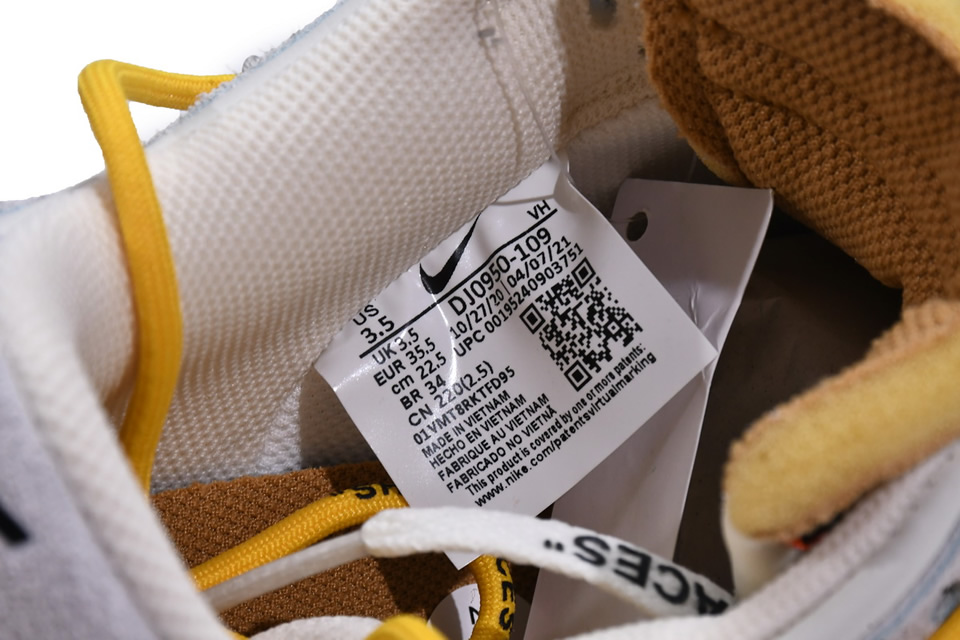 VH
US
3.5
DJ0950-109
UK 3.5
10/27/20 04/07/21
EUR 35.5
UPC 00195240903751
cm 22.5
BR 34
CN 220(2.5)
01VMT8RKTFD95
MADE IN VIETNAM
HECHO EN VIETNAM
FABRIQUE AU VIETNAM
FABRICADO NO VIETNÃ
This product is covered by one or more patents:
www.nike.com/patentsvirtualmarking
ACES"